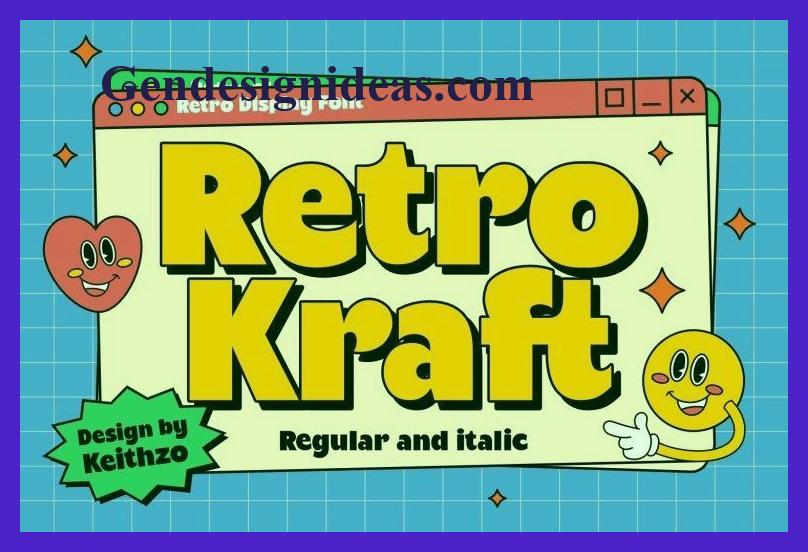 Gendesignideas.com
Retro Display Font
Retro
Kraft
Design by
Keithzo
Regular and italic